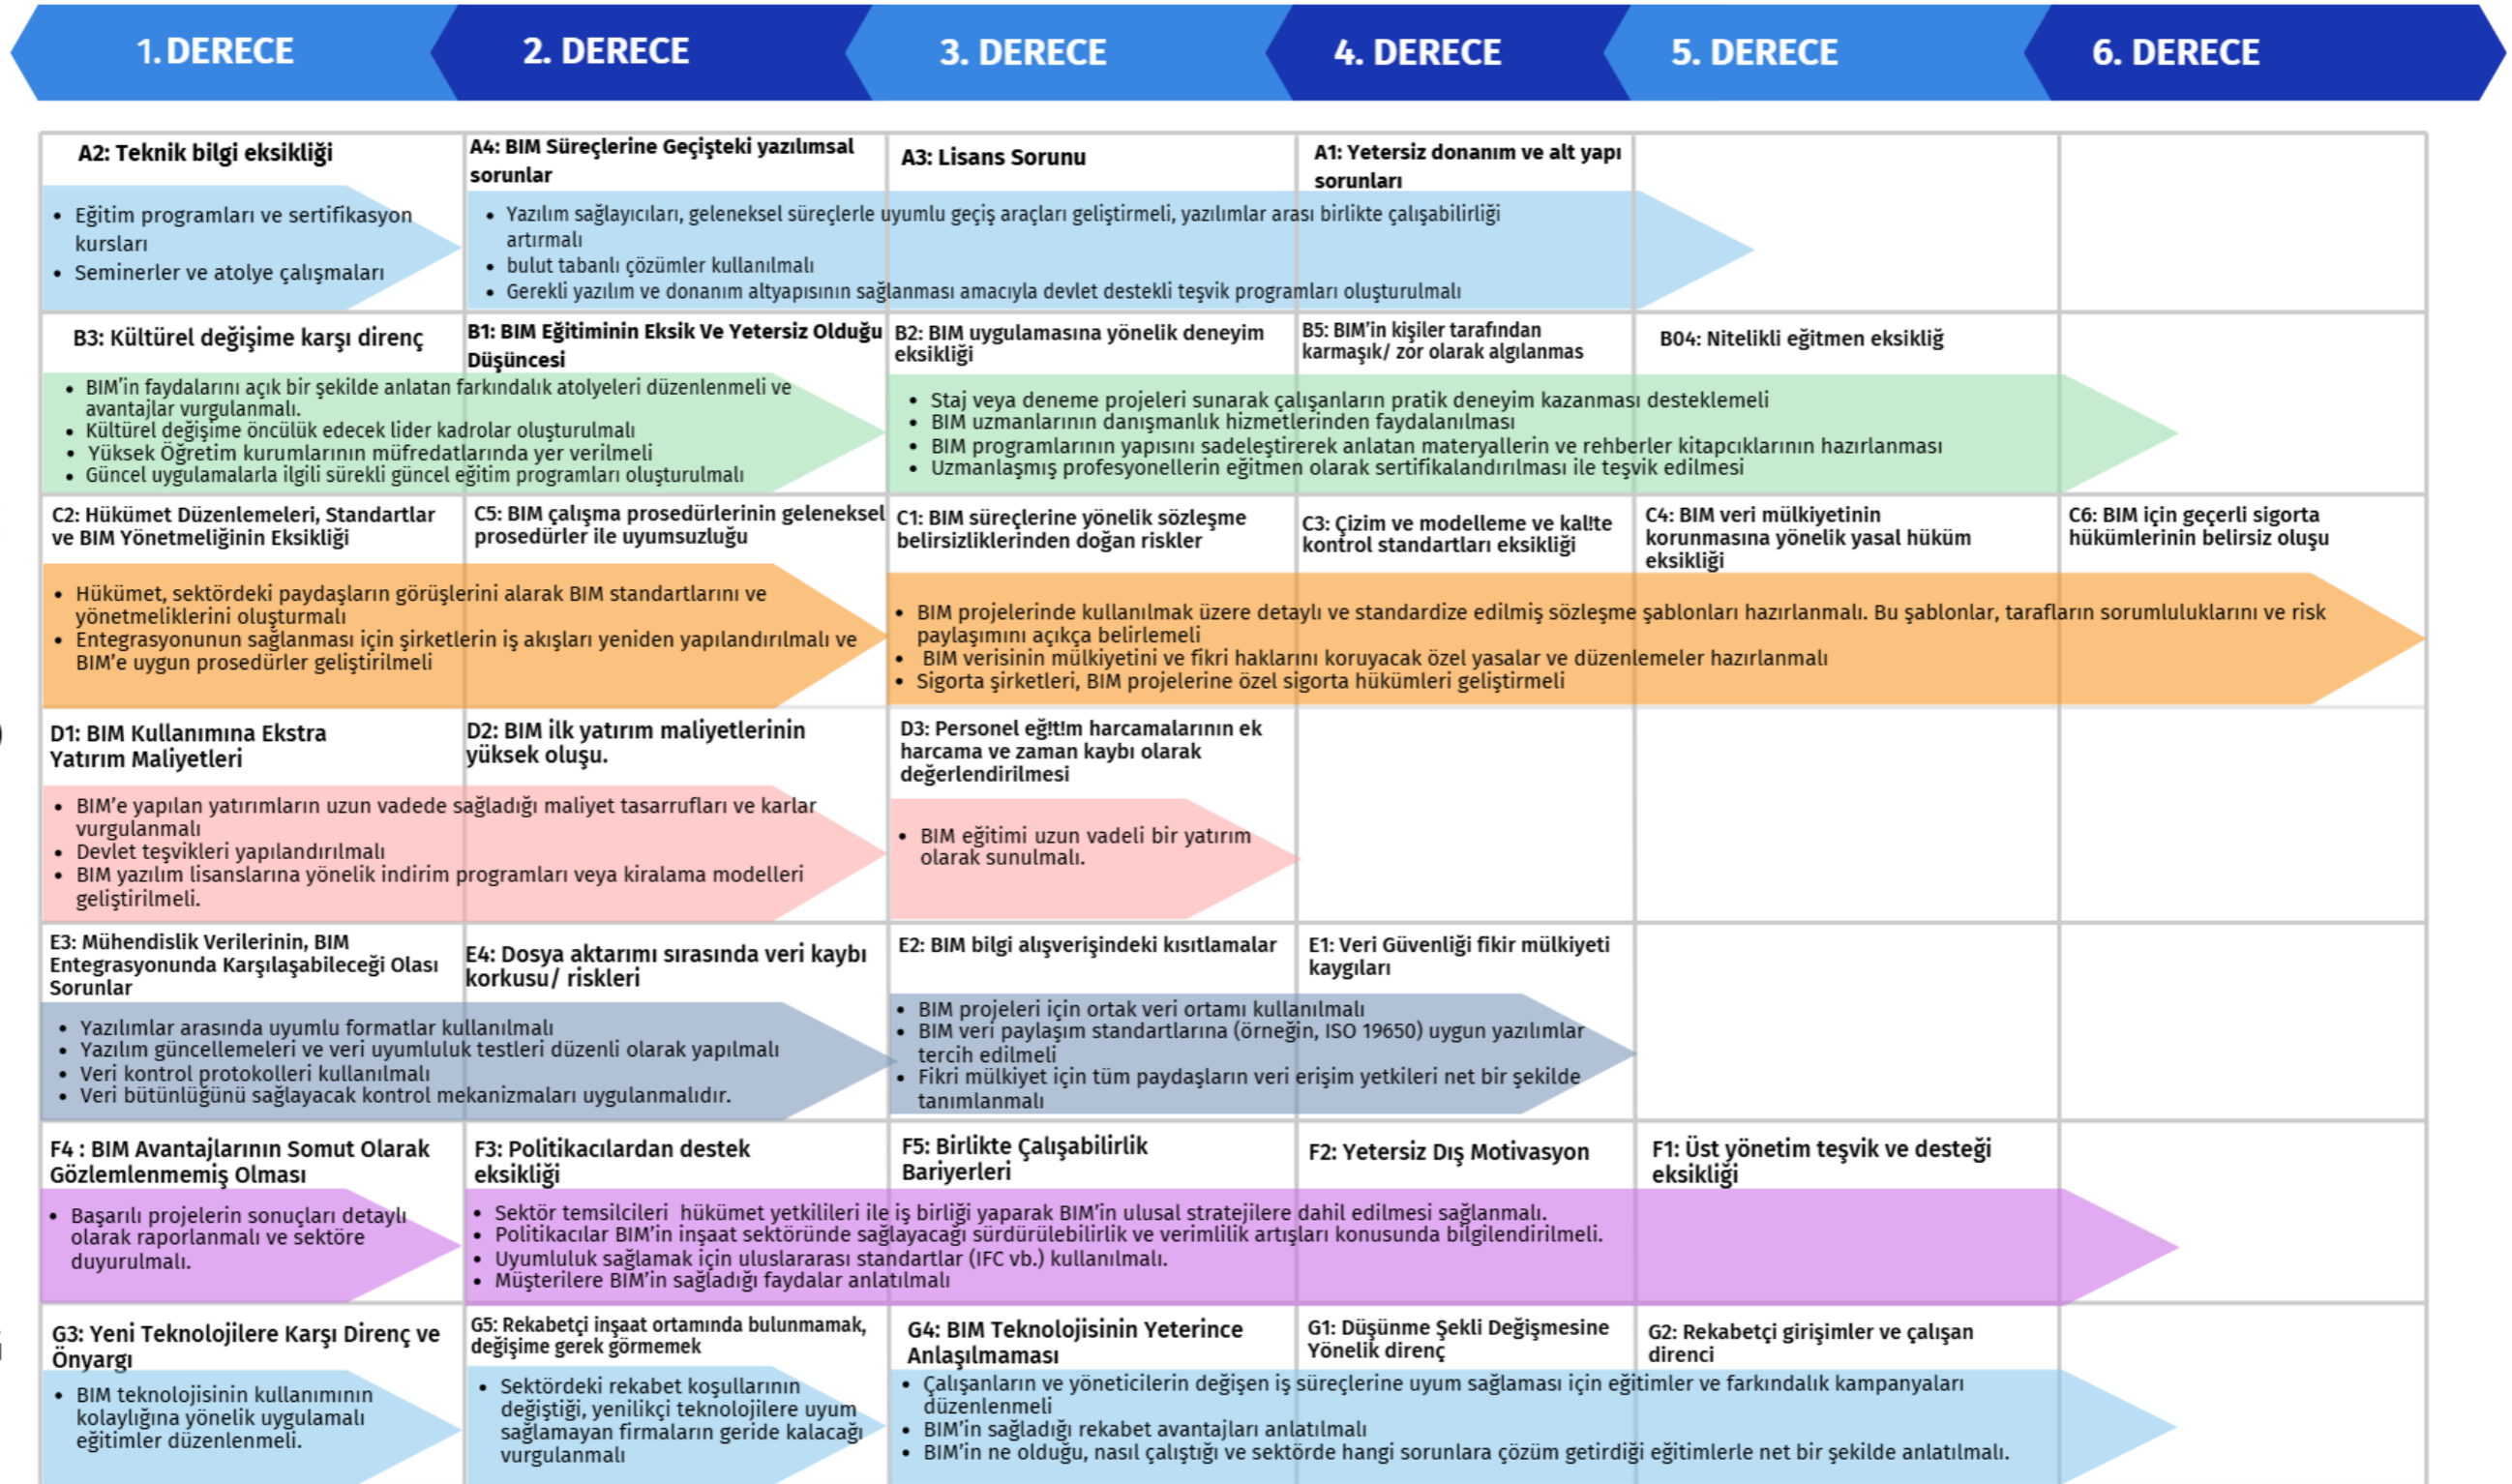 1. DERECE
2. DERECE
3. DERECE
4. DERECE
5. DERECE
6. DERECE
A2: Teknik bilgi eksikliği
• Eğitim programları ve sertifikasyon
kursları
• Seminerler ve atolye çalışmaları
A4: BIM Süreçlerine Geçişteki yazılımsal
sorunlar
A3: Lisans Sorunu
A1: Yetersiz donanım ve alt yapı
sorunları
• Yazılım sağlayıcıları, geleneksel süreçlerle uyumlu geçiş araçları geliştirmeli, yazılımlar arası birlikte çalışabilirliği
artırmalı
• bulut tabanlı çözümler kullanılmalı
• Gerekli yazılım ve donanım altyapısının sağlanması amacıyla devlet destekli teşvik programları oluşturulmalı
B3: Kültürel değişime karşı direnç
B1: BIM Eğitiminin Eksik Ve Yetersiz Olduğu
Düşüncesi
• BIM'in faydalarını açık bir şekilde anlatan farkındalık atolyeleri düzenlenmeli ve
avantajlar vurgulanmalı.
• Kültürel değişime öncülük edecek lider kadrolar oluşturulmalı
• Yüksek Öğretim kurumlarının müfredatlarında yer verilmeli
• Güncel uygulamalarla ilgili sürekli güncel eğitim programları oluşturulmalı
B2: BIM uygulamasına yönelik deneyim
eksikliği
B5: BIM'in kişiler tarafından
karmaşık/ zor olarak algılanmas
B04: Nitelikli eğitmen eksikliğ
• Staj veya deneme projeleri sunarak çalışanların pratik deneyim kazanması desteklemeli
• BIM uzmanlarının danışmanlık hizmetlerinden faydalanılması
• BIM programlarının yapısını sadeleştirerek anlatan materyallerin ve rehberler kitapcıklarının hazırlanması
• Uzmanlaşmış profesyonellerin eğitmen olarak sertifikalandırılması ile teşvik edilmesi
C2: Hükümet Düzenlemeleri, Standartlar
ve BIM Yönetmeliğinin Eksikliği
C5: BIM çalışma prosedürlerinin geleneksel
prosedürler ile uyumsuzluğu
• Hükümet, sektördeki paydaşların görüşlerini alarak BIM standartlarını ve
yönetmeliklerini oluşturmalı
• Entegrasyonunun sağlanması için şirketlerin iş akışları yeniden yapılandırılmalı ve
BIM'e uygun prosedürler geliştirilmeli
C1: BIM süreçlerine yönelik sözleşme
belirsizliklerinden doğan riskler
C3: Çizim ve modelleme ve kal!te
kontrol standartları eksikliği
C4: BIM veri mülkiyetinin
korunmasına yönelik yasal hüküm
eksikliği
C6: BIM için geçerli sigorta
hükümlerinin belirsiz oluşu
• BIM projelerinde kullanılmak üzere detaylı ve standardize edilmiş sözleşme şablonları hazırlanmalı. Bu şablonlar, tarafların sorumluluklarını ve risk
paylaşımını açıkça belirlemeli
• BIM verisinin mülkiyetini ve fikri haklarını koruyacak özel yasalar ve düzenlemeler hazırlanmalı
• Sigorta şirketleri, BIM projelerine özel sigorta hükümleri geliştirmeli
D1: BIM Kullanımına Ekstra
Yatırım Maliyetleri
D2: BIM ilk yatırım maliyetlerinin
yüksek oluşu.
• BIM'e yapılan yatırımların uzun vadede sağladığı maliyet tasarrufları ve karlar
vurgulanmalı
• Devlet teşvikleri yapılandırılmalı
• BIM yazılım lisanslarına yönelik indirim programları veya kiralama modelleri
geliştirilmeli.
D3: Personel eğ!t!m harcamalarının ek
harcama ve zaman kaybı olarak
değerlendirilmesi
• BIM eğitimi uzun vadeli bir yatırım
olarak sunulmalı.
E3: Mühendislik Verilerinin, BIM
Entegrasyonunda Karşılaşabileceği Olası
Sorunlar
E4: Dosya aktarımı sırasında veri kaybı
korkusu/ riskleri
• Yazılımlar arasında uyumlu formatlar kullanılmalı
• Yazılım güncellemeleri ve veri uyumluluk testleri düzenli olarak yapılmalı
• Veri kontrol protokolleri kullanılmalı
• Veri bütünlüğünü sağlayacak kontrol mekanizmaları uygulanmalıdır.
E2: BIM bilgi alışverişindeki kısıtlamalar
E1: Veri Güvenliği fikir mülkiyeti
kaygıları
• BIM projeleri için ortak veri ortamı kullanılmalı
• BIM veri paylaşım standartlarına (örneğin, ISO 19650) uygun yazılımlar
tercih edilmeli
• Fikri mülkiyet için tüm paydaşların veri erişim yetkileri net bir şekilde
tanımlanmalı
F4 : BIM Avantajlarının Somut Olarak
Gözlemlenmemiş Olması
• Başarılı projelerin sonuçları detaylı
olarak raporlanmalı ve sektöre
duyurulmalı.
F3: Politikacılardan destek
eksikliği
F5: Birlikte Çalışabilirlik
Bariyerleri
F2: Yetersiz Dış Motivasyon
F1: Üst yönetim teşvik ve desteği
eksikliği
• Sektör temsilcileri hükümet yetkilileri ile iş birliği yaparak BIM'in ulusal stratejilere dahil edilmesi sağlanmalı.
• Politikacılar BIM'in inşaat sektöründe sağlayacağı sürdürülebilirlik ve verimlilik artışları konusunda bilgilendirilmeli.
• Uyumluluk sağlamak için uluslararası standartlar (IFC vb.) kullanılmalı.
• Müşterilere BIM'in sağladığı faydalar anlatılmalı
G3: Yeni Teknolojilere Karşı Direnç ve
Önyargı
• BIM teknolojisinin kullanımının
kolaylığına yönelik uygulamalı
eğitimler düzenlenmeli.
G5: Rekabetçi inşaat ortamında bulunmamak,
değişime gerek görmemek
• Sektördeki rekabet koşullarının
değiştiği, yenilikçi teknolojilere uyum
sağlamayan firmaların geride kalacağı
vurgulanmalı
G4: BIM Teknolojisinin Yeterince
Anlaşılmaması
G1: Düşünme Şekli Değişmesine
Yönelik direnç
G2: Rekabetçi girişimler ve çalışan
direnci
• Çalışanların ve yöneticilerin değişen iş süreçlerine uyum sağlaması için eğitimler ve farkındalık kampanyaları
düzenlenmeli
• BIM'in sağladığı rekabet avantajları anlatılmalı
• BIM'in ne olduğu, nasıl çalıştığı ve sektörde hangi sorunlara çözüm getirdiği eğitimlerle net bir şekilde anlatılmalı.